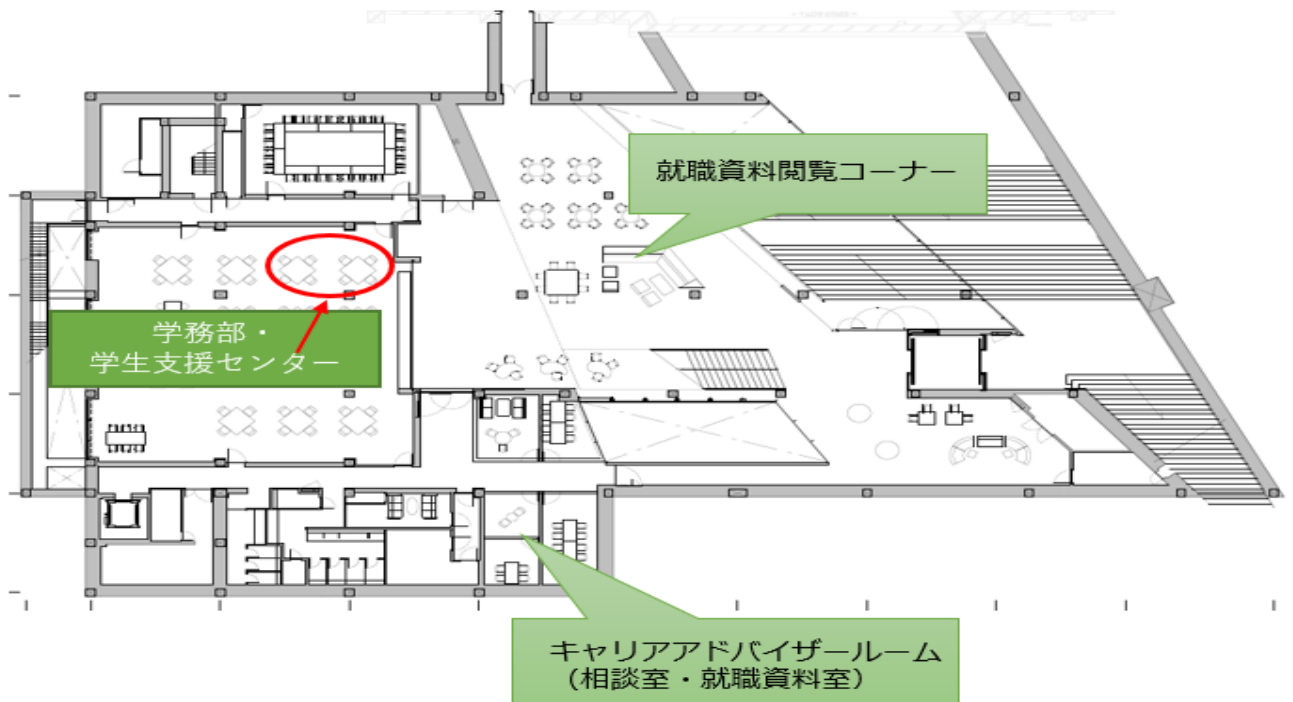 就職資料閲覧コーナー
学務部・
学生支援センター
キャリアアドバイザールーム
（相談室・就職資料室）